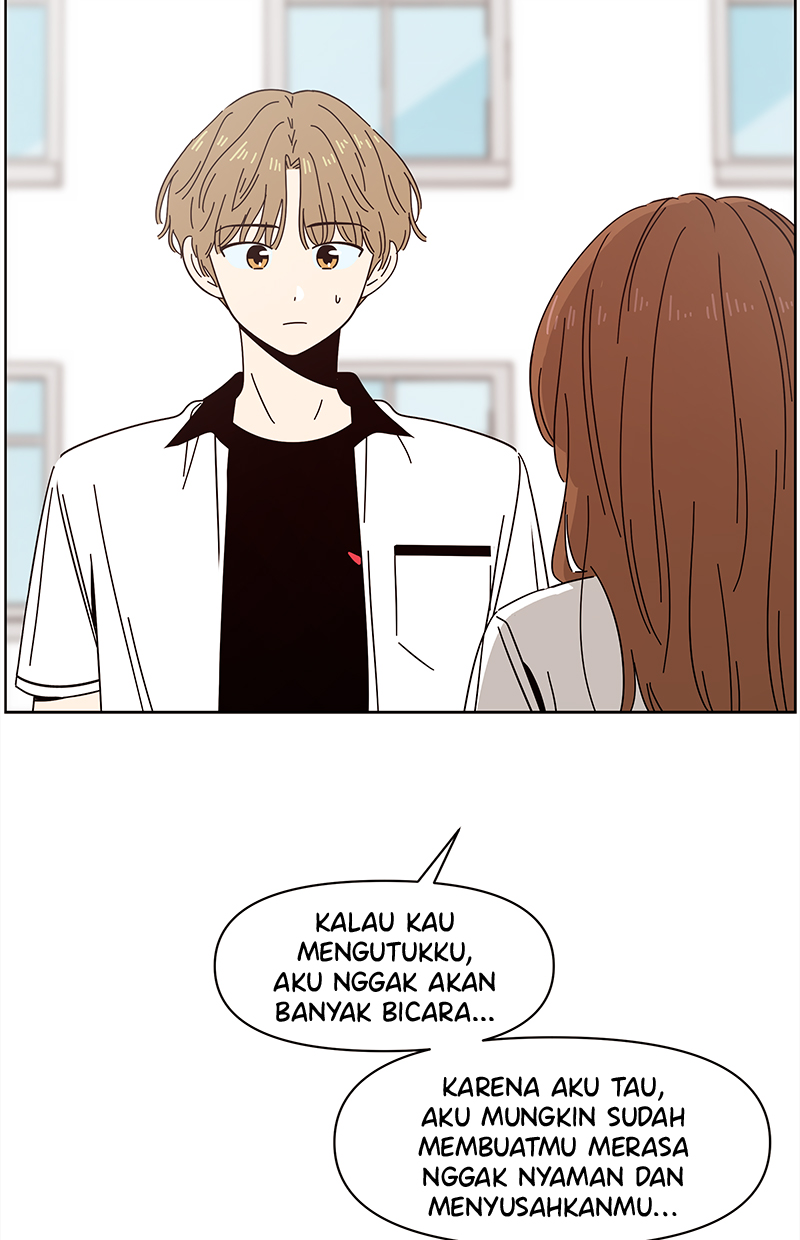 KALAU KAU
MENGUTUKKU,
AKU NGGAK AKAN
BANYAK BICARA...
KARENA AKU TAU,
AKU MUNGKIN SUDAH
MEMBUATMU MERASA
NGGAK NYAMAN DAN
MENYUSAHKANMU...